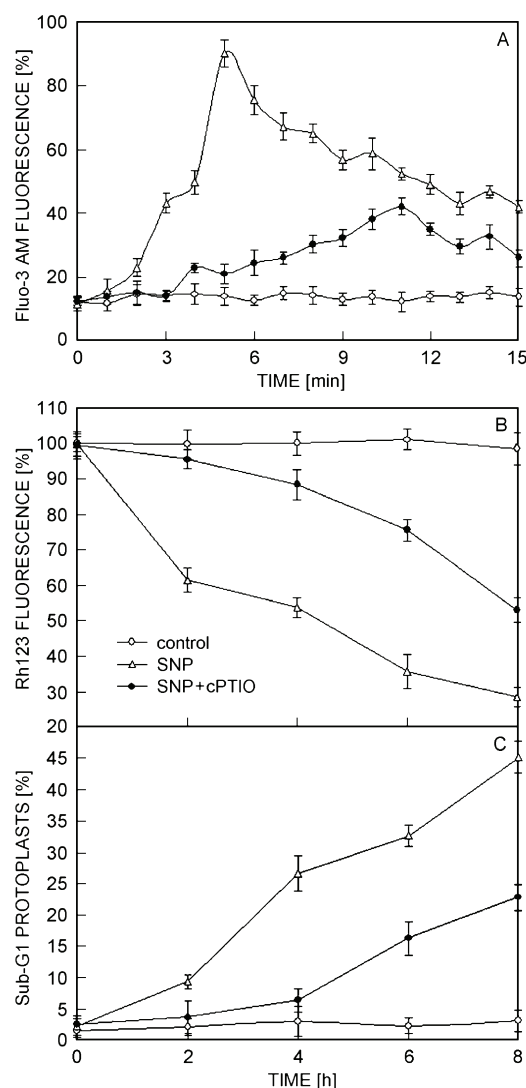 A
Fluo-3 AM FLUORESCENCE [%]
100
80
60
40
20
0
0 3 6 9 12 15
TIME [min]
B
Rh123 FLUORESCENCE [%]
110
100
90
80
70
60
50
40
30
20
control
SNP
SNP+cPTIO
C
Sub-G1 PROTOPLASTS [%]
45
40
35
30
25
20
15
10
5
0
0 2 4 6 8
TIME [h]